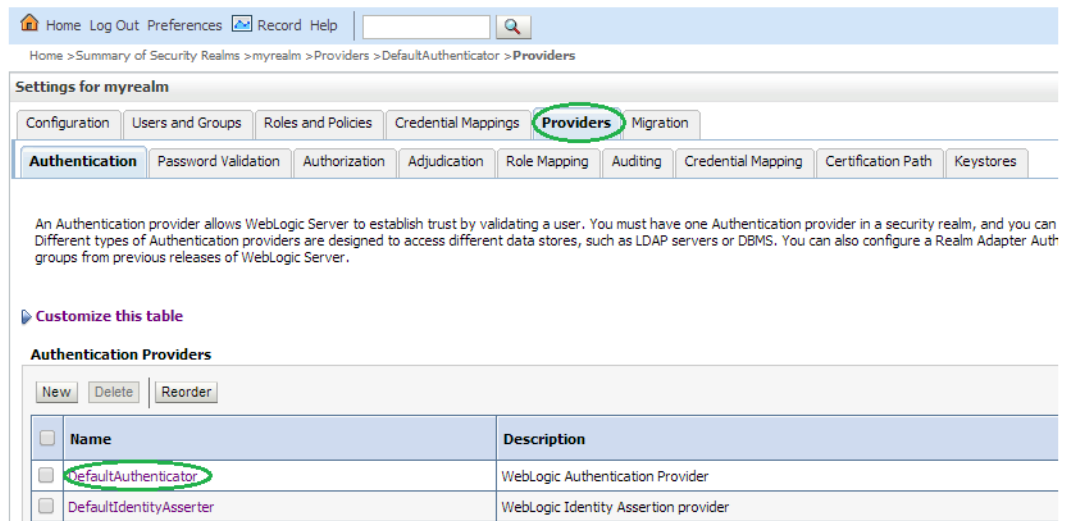 Home Log Out Preferences Record Help
Home >Summary of Security Realms >myrealm >Providers >DefaultAuthenticator >Providers
Settings for myrealm
Configuration Users and Groups Roles and Policies Credential Mappings Providers Migration
Authentication Password Validation Authorization Adjudication Role Mapping Auditing Credential Mapping Certification Path Keystores
An Authentication provider allows WebLogic Server to establish trust by validating a user. You must have one Authentication provider in a security realm, and you can
Different types of Authentication providers are designed to access different data stores, such as LDAP servers or DBMS. You can also configure a Realm Adapter Auth
groups from previous releases of WebLogic Server.
Customize this table
Authentication Providers
New Delete Reorder
Name Description
DefaultAuthenticator WebLogic Authentication Provider
DefaultIdentityAsserter WebLogic Identity Assertion provider